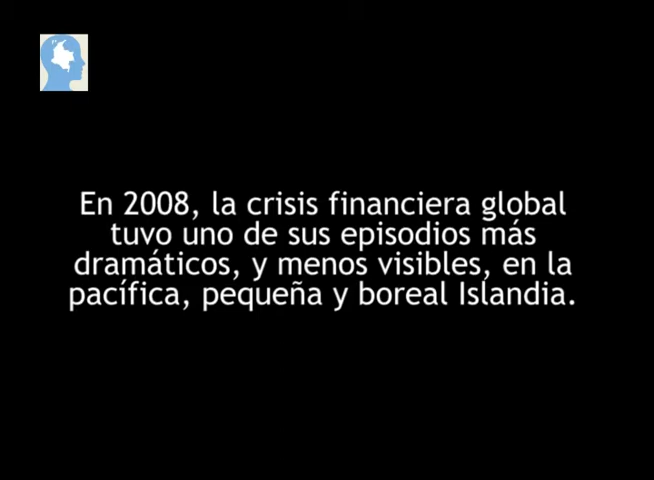 En 2008, la crisis financiera global
tuvo uno de sus episodios más
dramáticos, y menos visibles, en la
pacífica, pequeña y boreal Islandia.